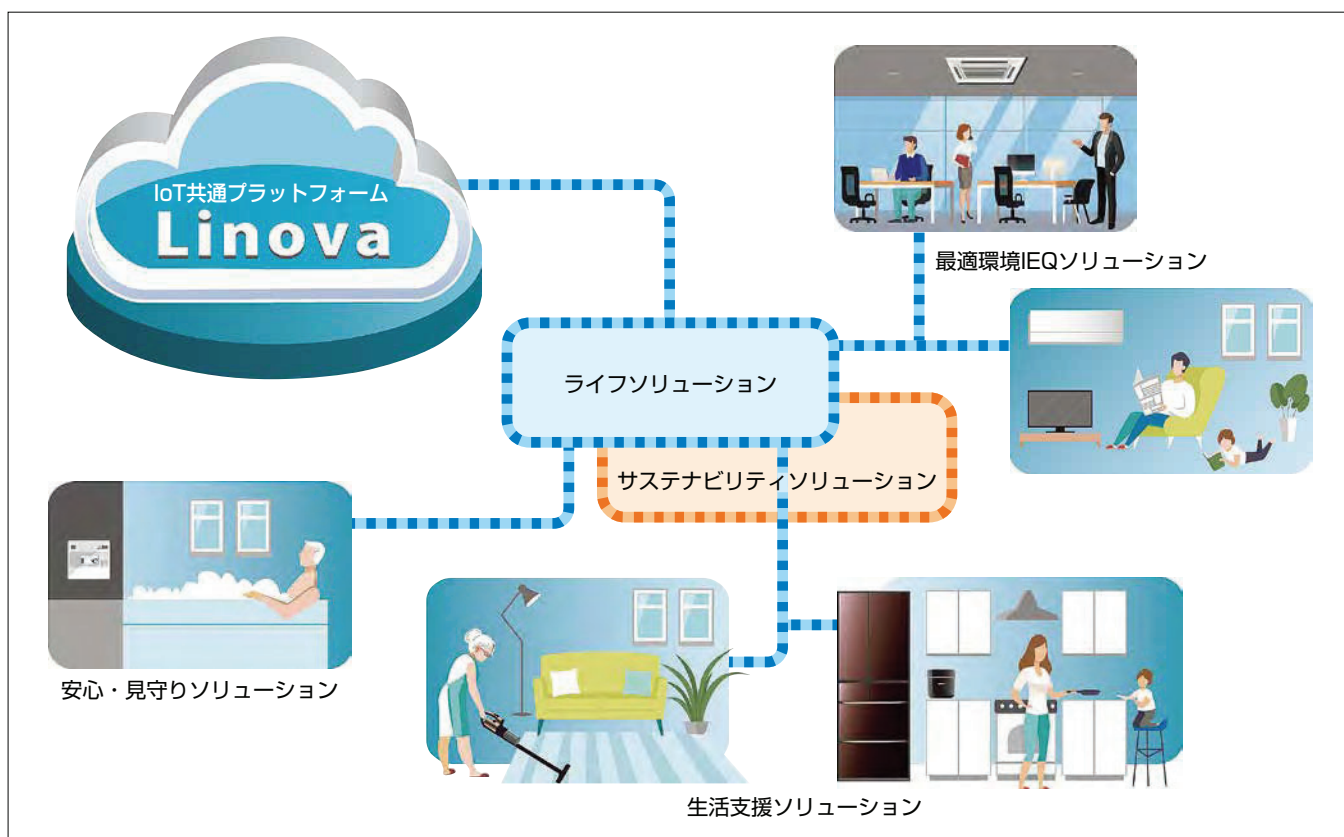 IoT共通プラットフォーム
Linova
最適環境IEQソリューション
ライフソリューション
サステナビリティソリューション
安心・見守りソリューション
生活支援ソリューション